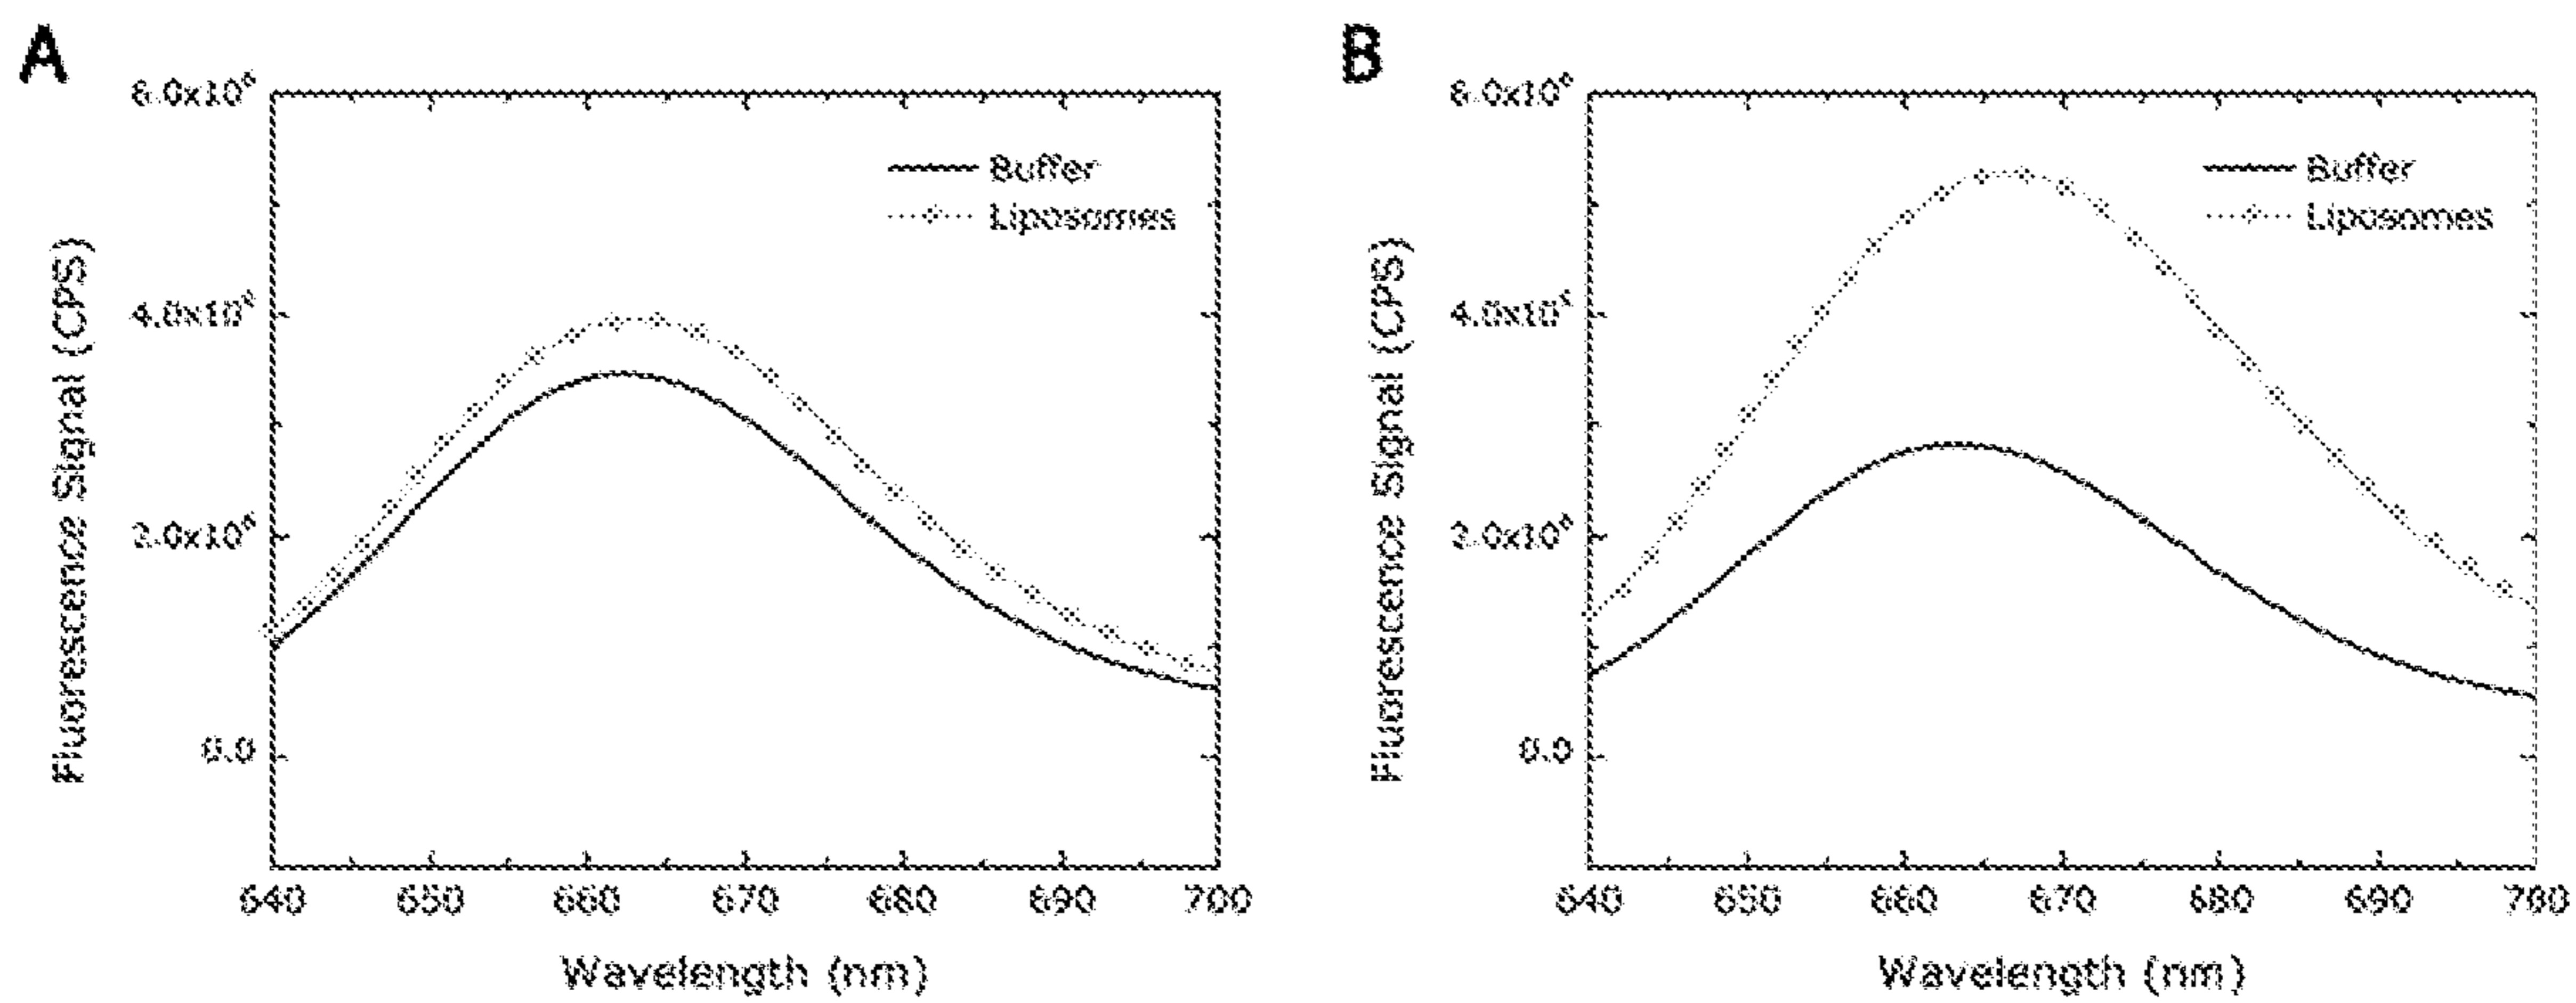 A
6.0x10⁶
4.0x10⁶
2.0x10⁶
0.0
Fluorescence Signal (CPS)
Buffer
Liposomes
640 650 660 670 680 690 700
Wavelength (nm)
B
6.0x10⁶
4.0x10⁶
2.0x10⁶
0.0
Fluorescence Signal (CPS)
Buffer
Liposomes
640 650 660 670 680 690 700
Wavelength (nm)